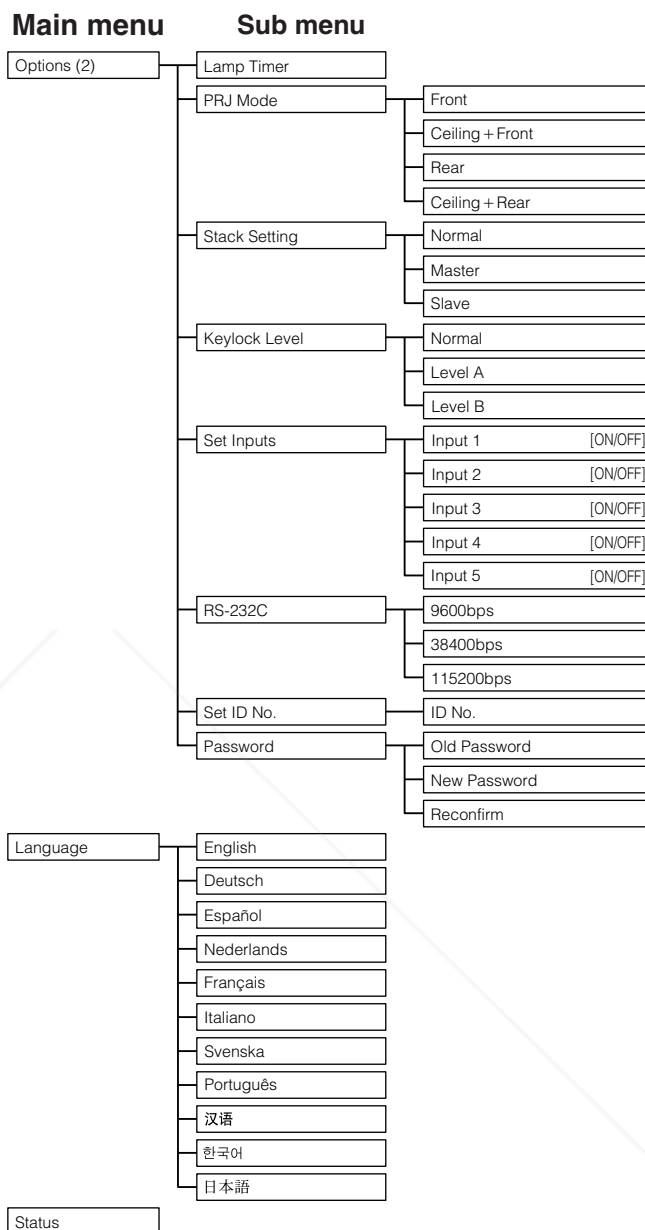 Main menu Sub menu
Options (2) Lamp Timer
PRJ Mode Front
Ceiling+Front
Rear
Ceiling+Rear
Stack Setting Normal
Master
Slave
Keylock Level Normal
Level A
Level B
Set Inputs Input 1 [ON/OFF]
Input 2 [ON/OFF]
Input 3 [ON/OFF]
Input 4 [ON/OFF]
Input 5 [ON/OFF]
RS-232C 9600bps
38400bps
115200bps
Set ID No. ID No.
Password Old Password
New Password
Reconfirm
Language English
Deutsch
Español
Nederlands
Français
Italiano
Svenska
Português
汉语
한국어
日本語
Status